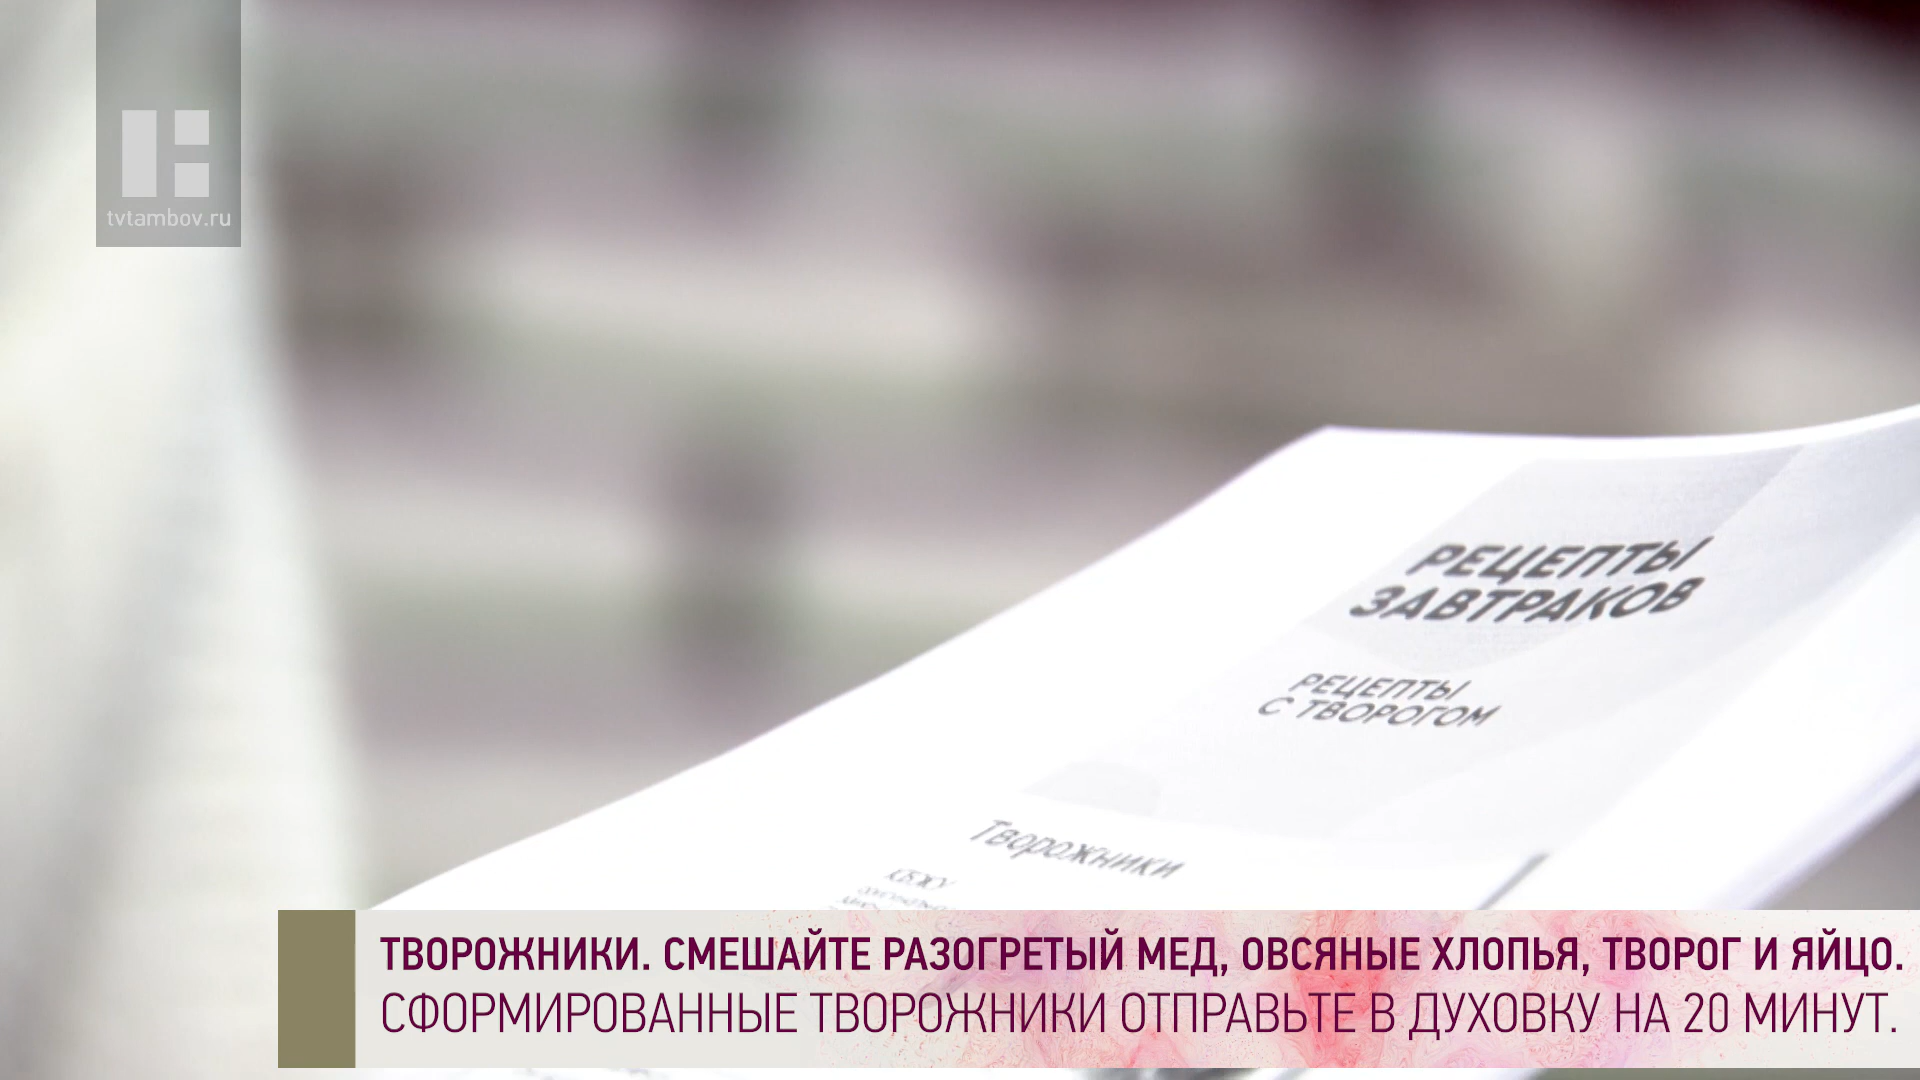 tvtambov.ru
РЕЦЕПТЫ
ЗАВТРАКОВ
РЕЦЕПТЫ
С ТВОРОГОМ
Творожники
КБЖУ
ТВОРОЖНИКИ. СМЕШАЙТЕ РАЗОГРЕТЫЙ МЕД, ОВСЯНЫЕ ХЛОПЬЯ, ТВОРОГ И ЯЙЦО.
СФОРМИРОВАННЫЕ ТВОРОЖНИКИ ОТПРАВЬТЕ В ДУХОВКУ НА 20 МИНУТ.